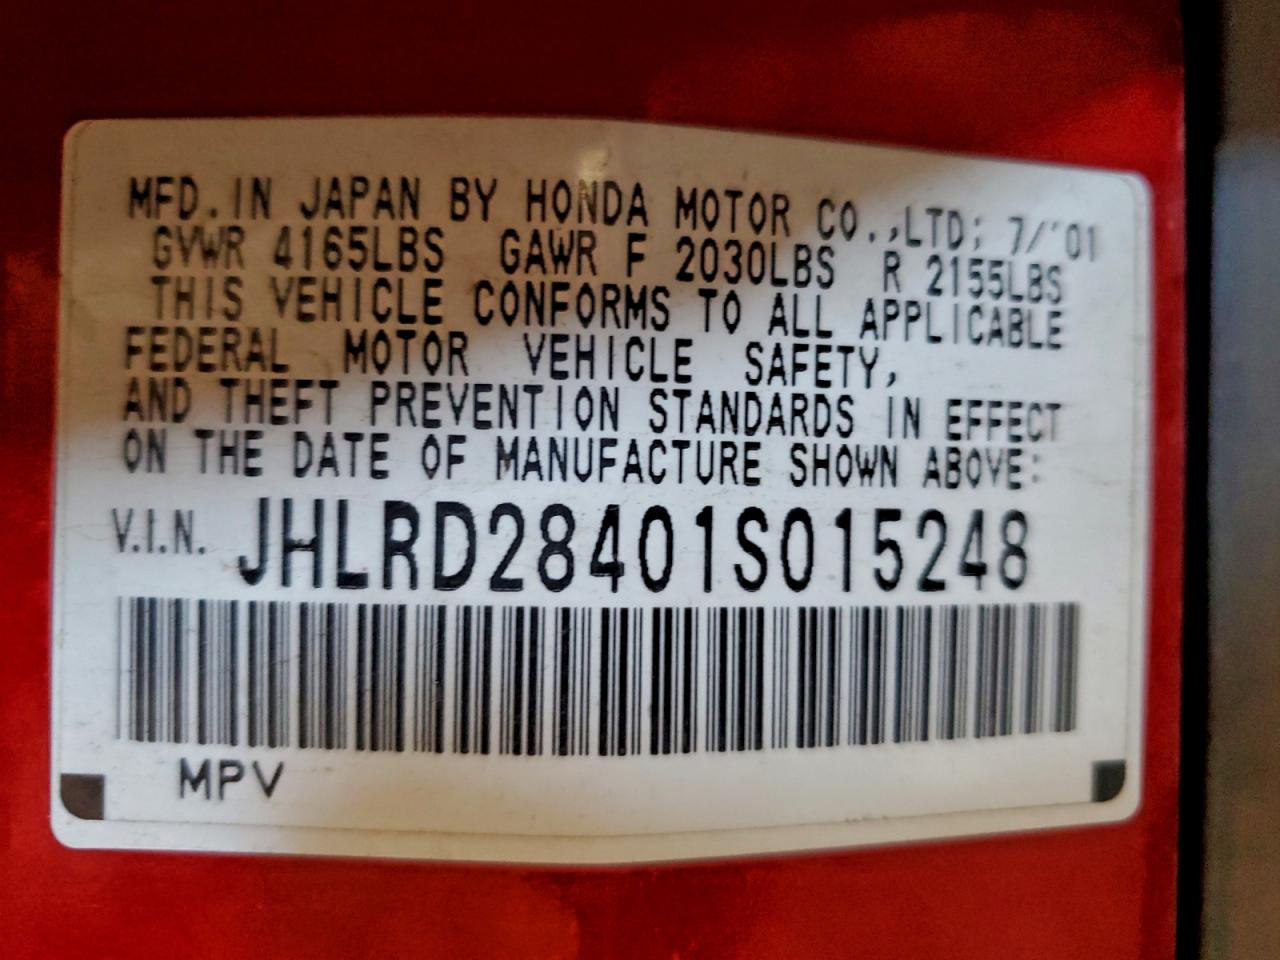 MFD. IN JAPAN BY HONDA MOTOR CO.,LTD; 7/'01
GVWR 4165LBS GAWR F 2030LBS R 2155LBS
THIS VEHICLE CONFORMS TO ALL APPLICABLE
FEDERAL MOTOR VEHICLE SAFETY,
AND THEFT PREVENTION STANDARDS IN EFFECT
ON THE DATE OF MANUFACTURE SHOWN ABOVE:
V.I.N. JHLRD28401S015248
MPV